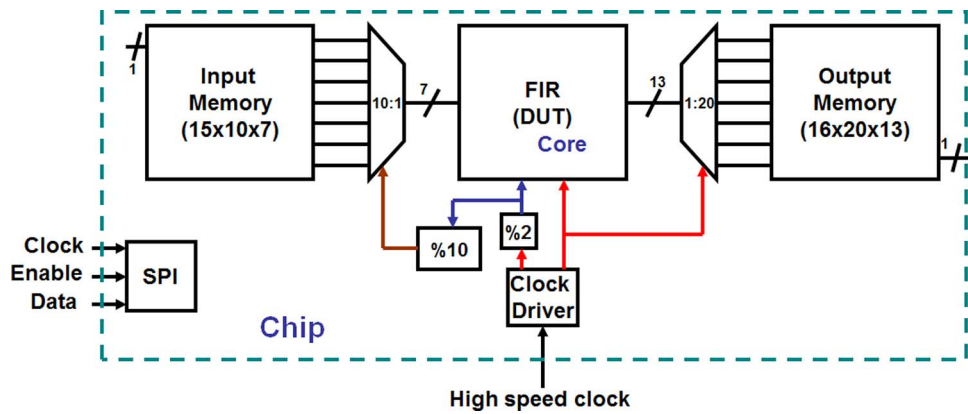 1
Input
Memory
(15x10x7)
10:1
7
FIR
(DUT)
Core
13
1:20
Output
Memory
(16x20x13)
1
%10
%2
Clock
Enable
Data
SPI
Clock
Driver
Chip
High speed clock